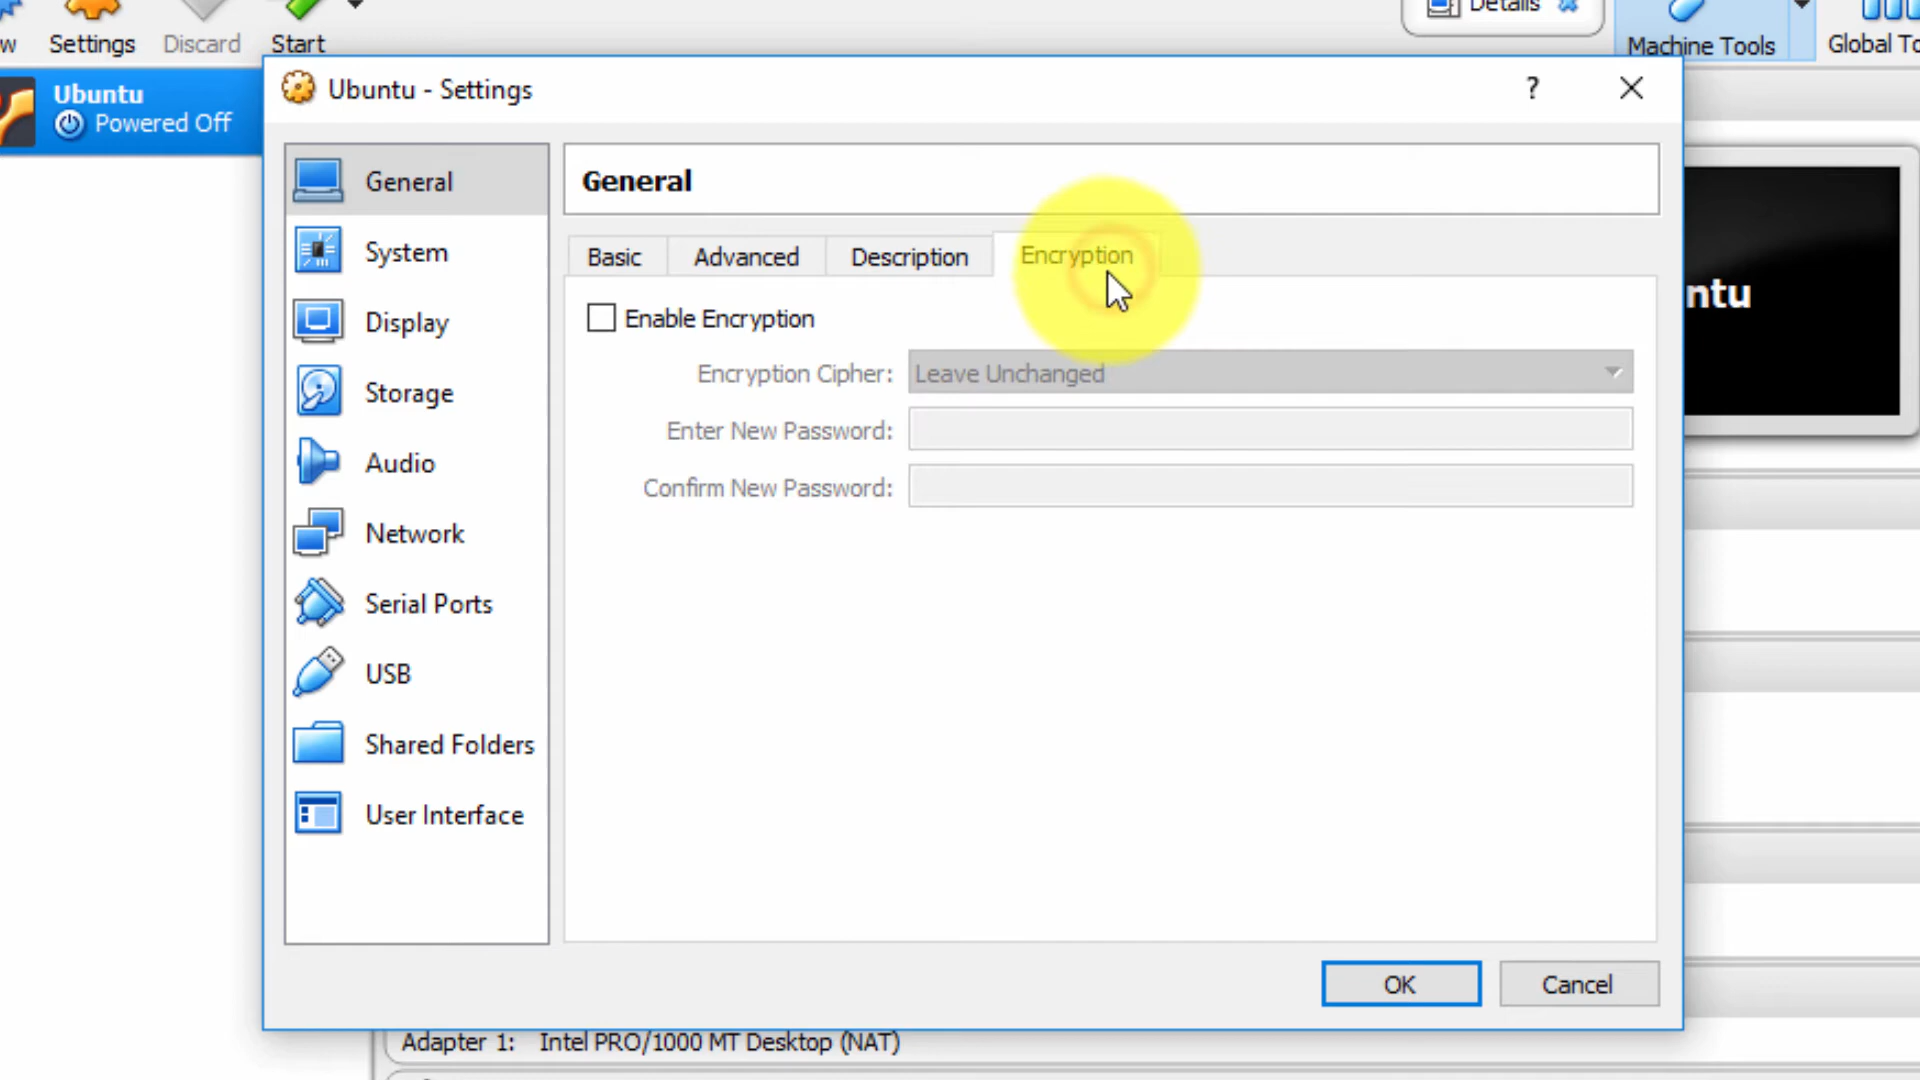 Details
Settings
Discard
Start
Machine Tools
Ubuntu
Powered Off
Ubuntu - Settings
?
General
System
Display
Storage
Audio
Network
Serial Ports
USB
Shared Folders
User Interface
General
Basic
Advanced
Description
Encryption
Enable Encryption
Encryption Cipher: Leave Unchanged
Enter New Password:
Confirm New Password:
OK
Cancel
ntu
Adapter 1: Intel PRO/1000 MT Desktop (NAT)